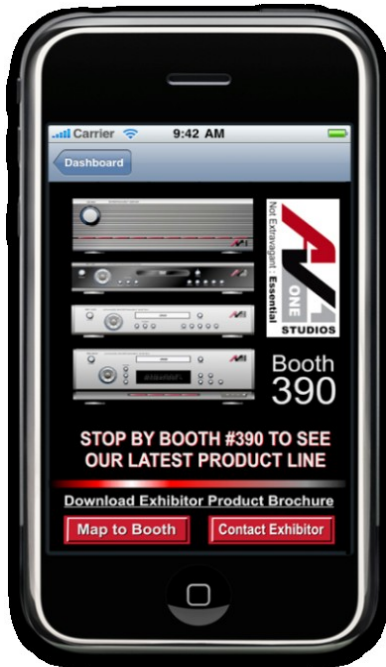 Carrier 9:42 AM
Dashboard
Not Extravagant : Essential
AV1
ONE
STUDIOS
Booth
390
STOP BY BOOTH #390 TO SEE
OUR LATEST PRODUCT LINE
Download Exhibitor Product Brochure
Map to Booth Contact Exhibitor